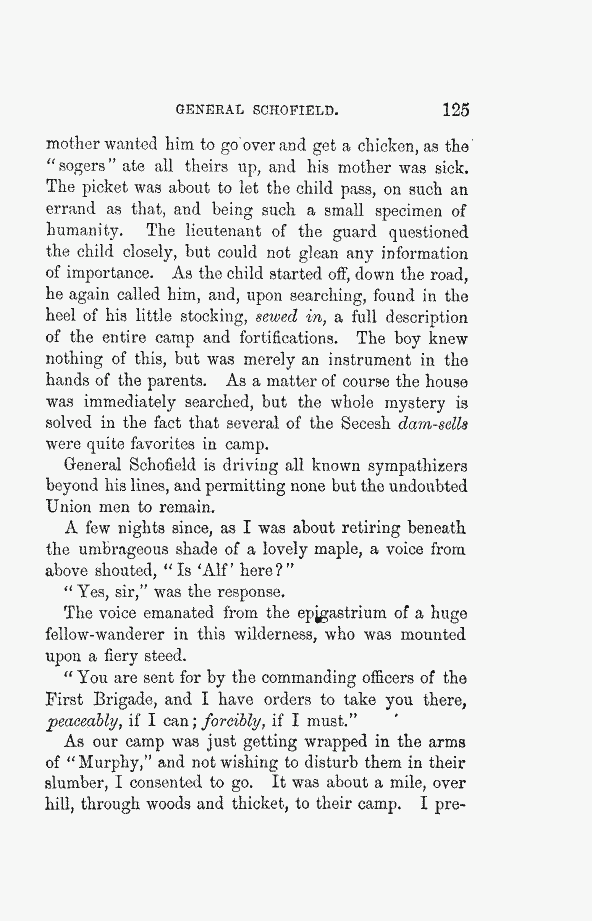 GENERAL SCHOFIELD. 125
mother wanted him to go over and get a chicken, as the
"sogers" ate all theirs up, and his mother was sick.
The picket was about to let the child pass, on such an
errand as that, and being such a small specimen of
humanity. The lieutenant of the guard questioned
the child closely, but could not glean any information
of importance. As the child started off, down the road,
he again called him, and, upon searching, found in the
heel of his little stocking, sewed in, a full description
of the entire camp and fortifications. The boy knew
nothing of this, but was merely an instrument in the
hands of the parents. As a matter of course the house
was immediately searched, but the whole mystery is
solved in the fact that several of the Secesh dam-sells
were quite favorites in camp.
General Schofield is driving all known sympathizers
beyond his lines, and permitting none but the undoubted
Union men to remain.
A few nights since, as I was about retiring beneath
the umbrageous shade of a lovely maple, a voice from
above shouted, "Is 'Alf' here?"
"Yes, sir," was the response.
The voice emanated from the epigastrium of a huge
fellow-wanderer in this wilderness, who was mounted
upon a fiery steed.
"You are sent for by the commanding officers of the
First Brigade, and I have orders to take you there,
peaceably, if I can; forcibly, if I must."
As our camp was just getting wrapped in the arms
of "Murphy," and not wishing to disturb them in their
slumber, I consented to go. It was about a mile, over
hill, through woods and thicket, to their camp. I pre-